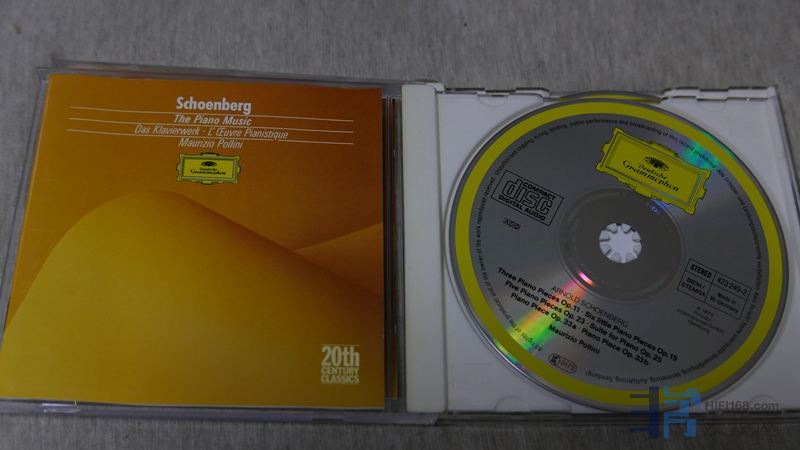 Schoenberg
The Piano Music
Das Klavierwerk · L'Œuvre Pianistique
Maurizio Pollini
Deutsche
Grammophon
20th
CENTURY
CLASSICS
Deutsche
Grammophon
COMPACT
disc
DIGITAL AUDIO
ADD
STEREO
423 249-2
BIEM/
STEMRA
Made in
W. Germany
ARNOLD SCHOENBERG
Three Piano Pieces Op.11 · Six little Piano Pieces Op. 19
Five Piano Pieces Op. 23 · Suite for Piano Op. 25
Piano Piece Op. 33a · Piano Piece Op. 33b
Maurizio Pollini
HIFI168.com